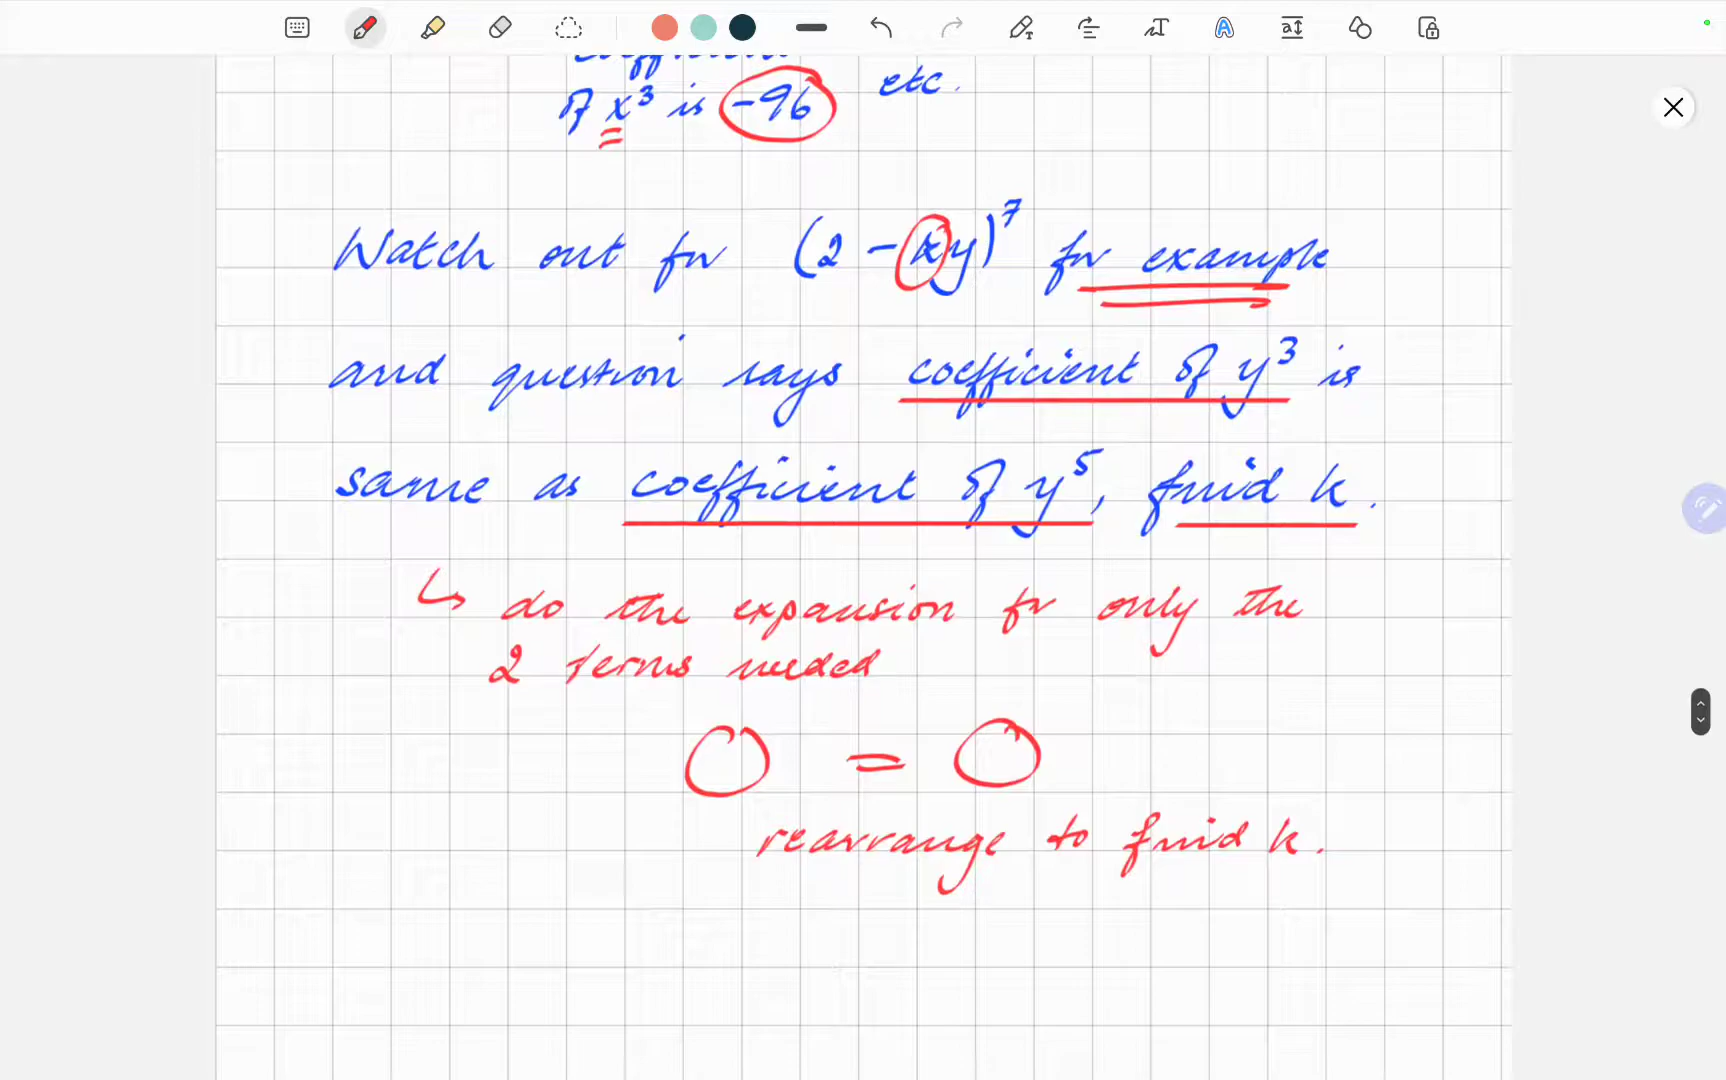 of x³ is -96 etc.
Watch out for (2 - ky)⁷ for example
and question says coefficient of y³ is
same as coefficient of y⁵, find k.
↳ do the expansion for only the
2 terms needed
O = O
rearrange to find k.